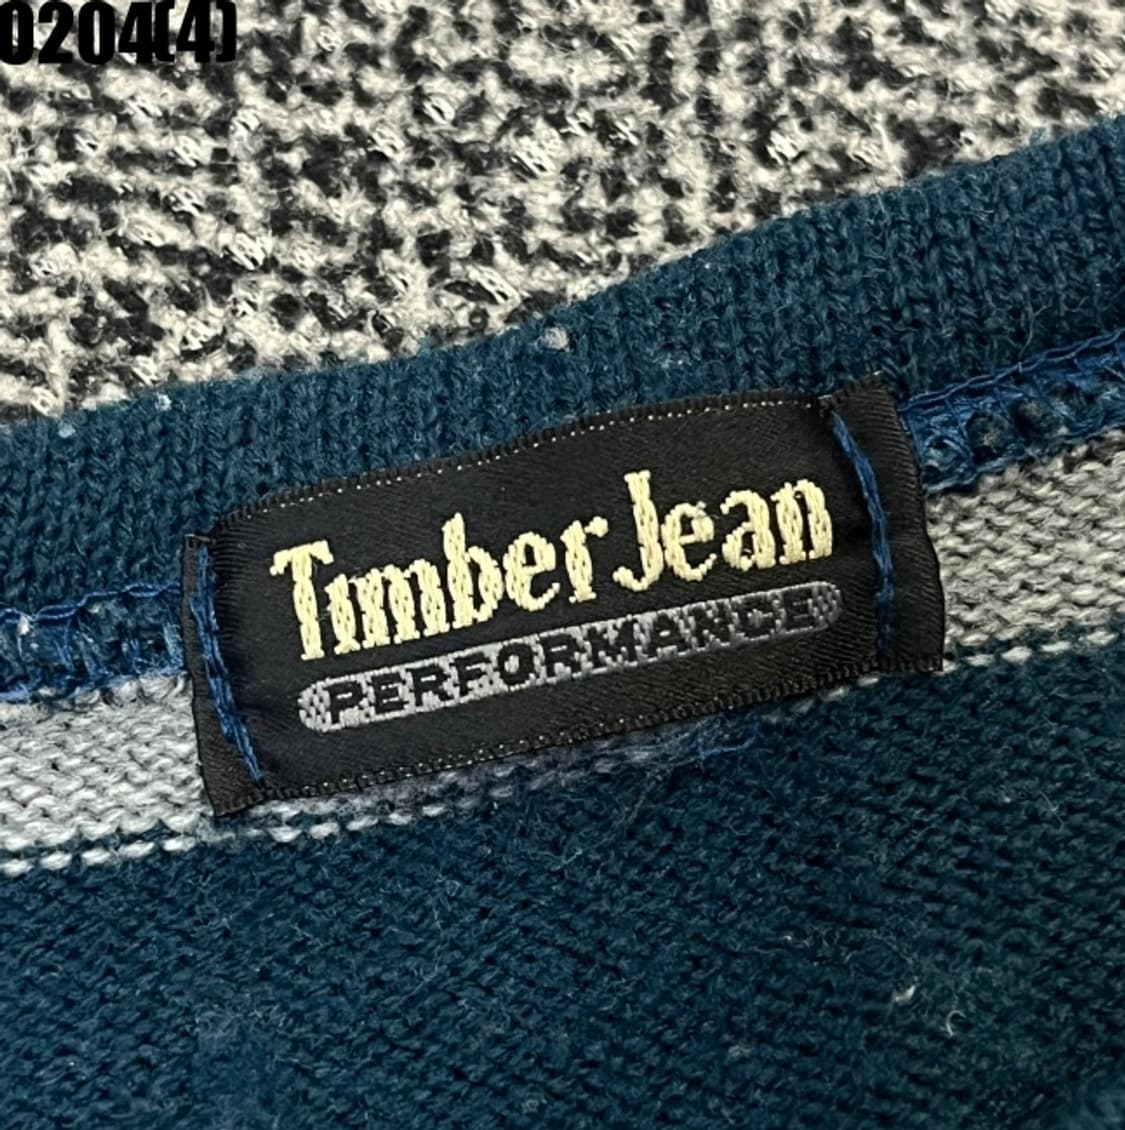 0204(4)
Timber Jean
PERFORMANCE